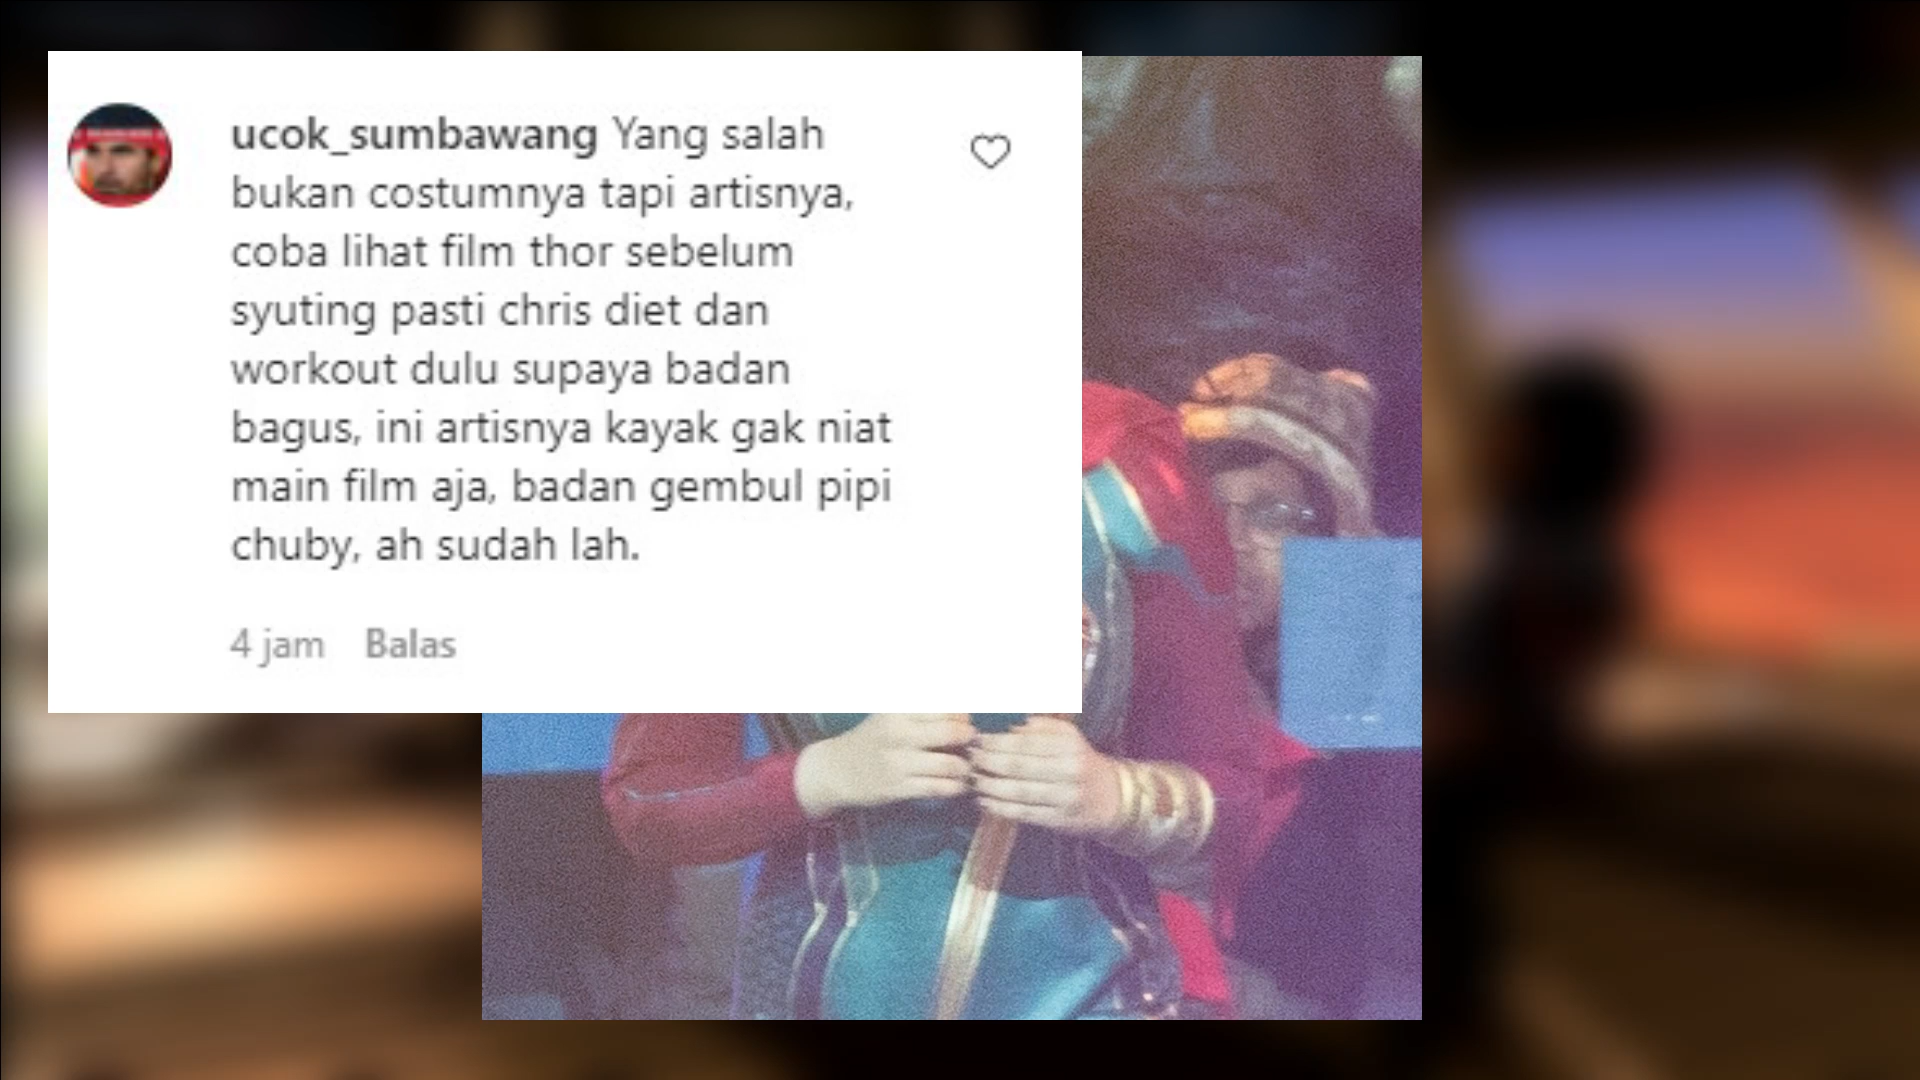 ucok_sumbawang Yang salah
bukan costumnya tapi artisnya,
coba lihat film thor sebelum
syuting pasti chris diet dan
workout dulu supaya badan
bagus, ini artisnya kayak gak niat
main film aja, badan gembul pipi
chuby, ah sudah lah.
4 jam Balas